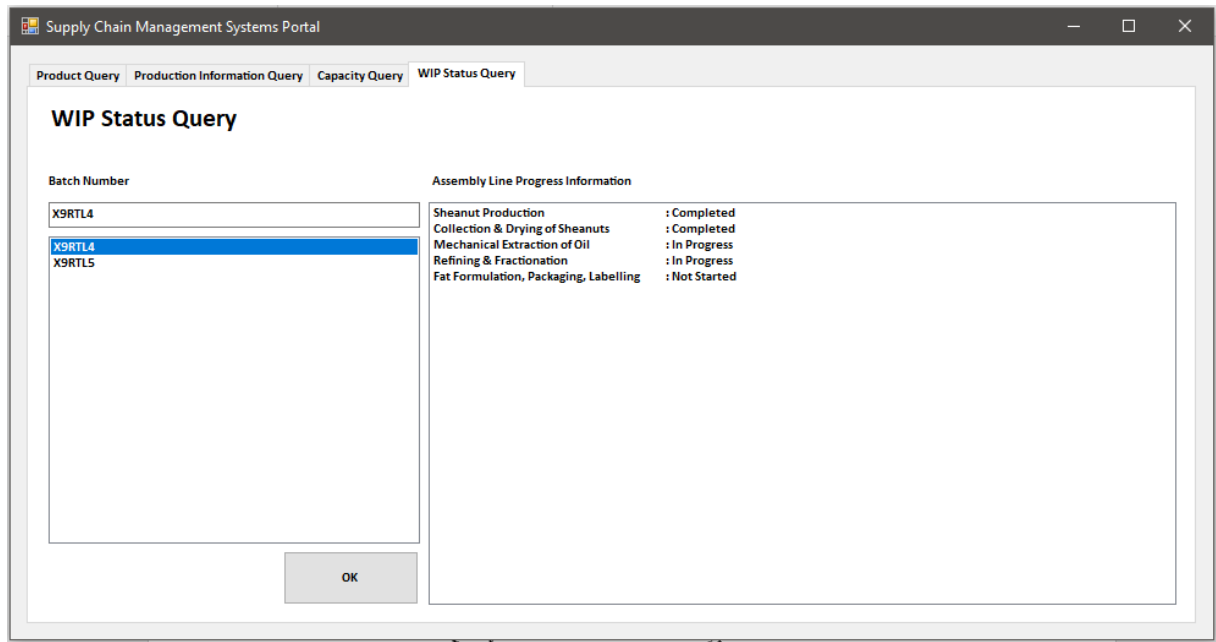 Supply Chain Management Systems Portal
Product Query Production Information Query Capacity Query WIP Status Query
WIP Status Query
Batch Number
X9RTL4
X9RTL4
X9RTL5
OK
Assembly Line Progress Information
Sheanut Production : Completed
Collection & Drying of Sheanuts : Completed
Mechanical Extraction of Oil : In Progress
Refining & Fractionation : In Progress
Fat Formulation, Packaging, Labelling : Not Started